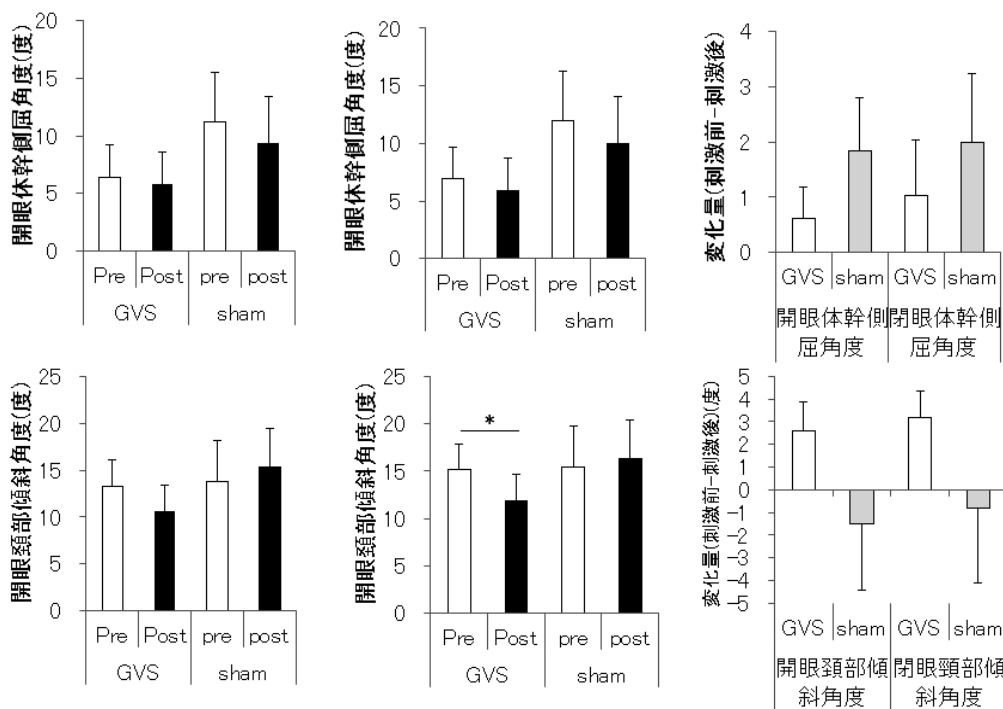 開眼体幹側屈角度(度)
20
15
10
5
0
Pre Post pre post
GVS sham
開眼体幹側屈角度(度)
20
15
10
5
0
Pre Post pre post
GVS sham
変化量(刺激前-刺激後)
4
3
2
1
0
GVS sham GVS sham
開眼体幹側 閉眼体幹側
屈角度 屈角度
開眼頚部傾斜角度(度)
25
20
15
10
5
0
Pre Post pre post
GVS sham
開眼頚部傾斜角度(度)
25
20
15
10
5
0
*
Pre Post pre post
GVS sham
変化量(刺激前-刺激後)(度)
5
4
3
2
1
0
-1
-2
-3
-4
-5
GVS sham GVS sham
開眼頚部傾 閉眼頚部傾
斜角度 斜角度